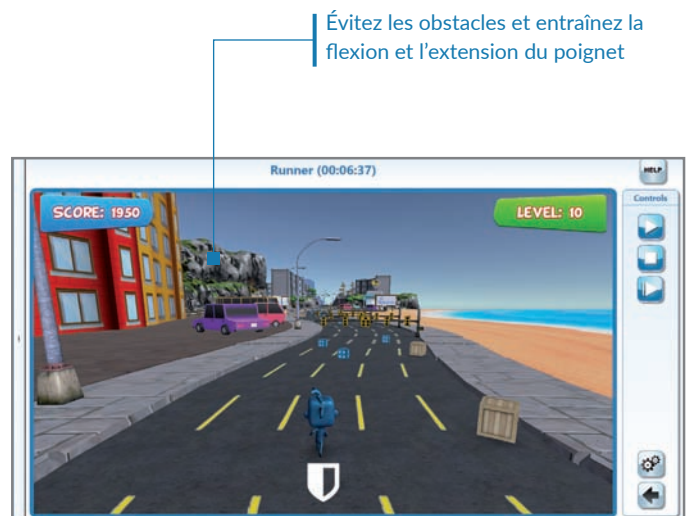 Évitez les obstacles et entraînez la
flexion et l'extension du poignet
Runner (00:06:37)
HELP
SCORE: 1950
LEVEL: 10
Controls